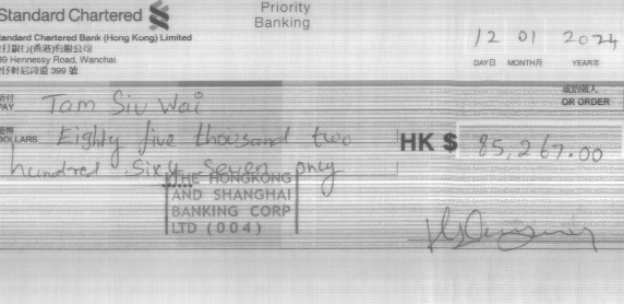 Standard Chartered
Priority
Banking
Standard Chartered Bank (Hong Kong) Limited
渣打銀行(香港)有限公司
399 Hennessy Road, Wanchai
灣仔軒尼詩道 399 號
12 01 2024
DAY日 MONTH月 YEAR年
祈付
PAY Tam Siu Wai
或持票人
OR ORDER
DOLLARS Eighty five thousand two
hundred Sixty Seven only
HK $ 85,267.00
THE HONGKONG
AND SHANGHAI
BANKING CORP
LTD (004)